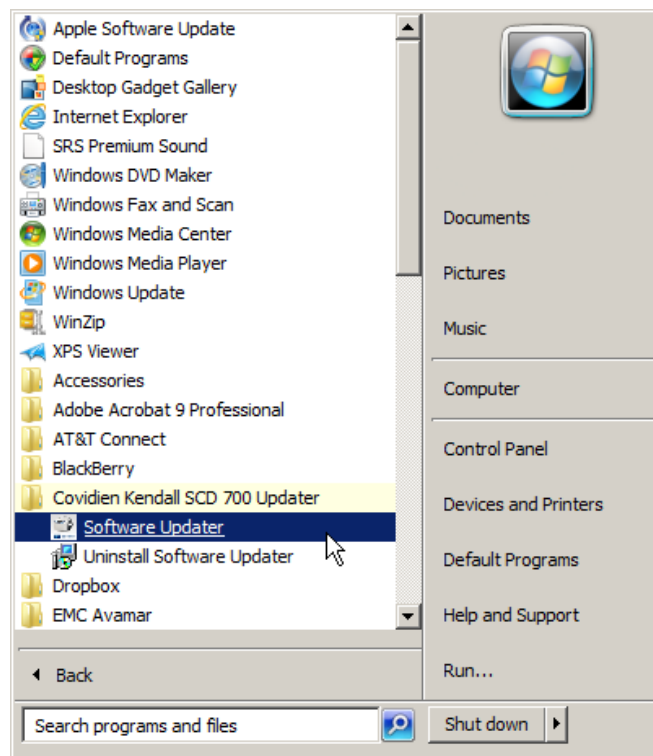 Apple Software Update
Default Programs
Desktop Gadget Gallery
Internet Explorer
SRS Premium Sound
Windows DVD Maker
Windows Fax and Scan
Windows Media Center
Windows Media Player
Windows Update
WinZip
XPS Viewer
Accessories
Adobe Acrobat 9 Professional
AT&T Connect
BlackBerry
Covidien Kendall SCD 700 Updater
Software Updater
Uninstall Software Updater
Dropbox
EMC Avamar
Back
Search programs and files
Documents
Pictures
Music
Computer
Control Panel
Devices and Printers
Default Programs
Help and Support
Run...
Shut down